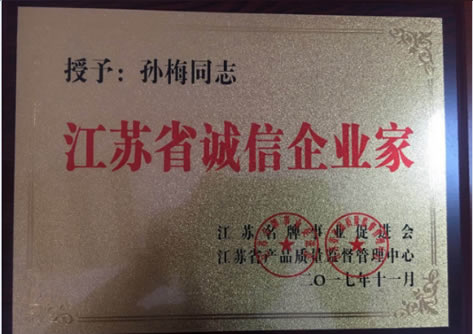 授予：孙梅同志
江苏省诚信企业家
江苏名牌事业促进会
江苏省产品质量监督管理中心
二〇一七年十一月